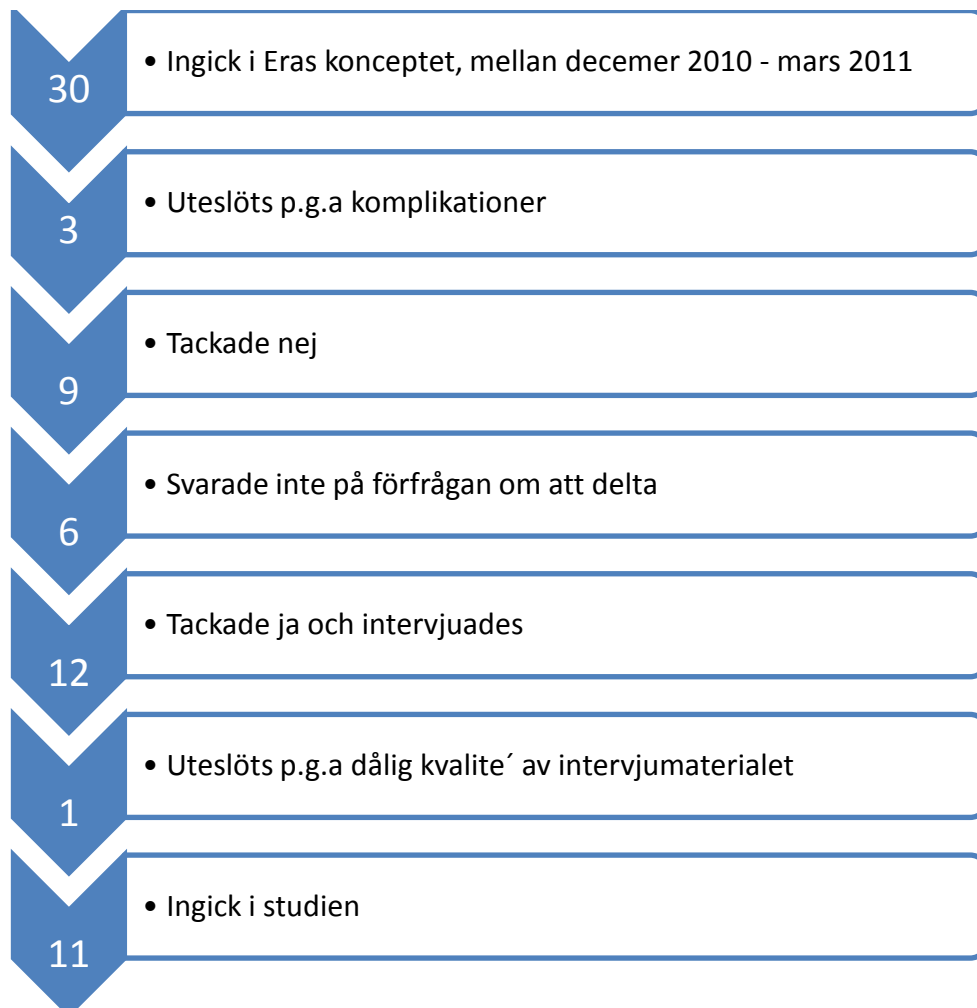 30
• Ingick i Eras konceptet, mellan decemer 2010 - mars 2011
3
• Uteslöts p.g.a komplikationer
9
• Tackade nej
6
• Svarade inte på förfrågan om att delta
12
• Tackade ja och intervjuades
1
• Uteslöts p.g.a dålig kvalite´ av intervjumaterialet
11
• Ingick i studien